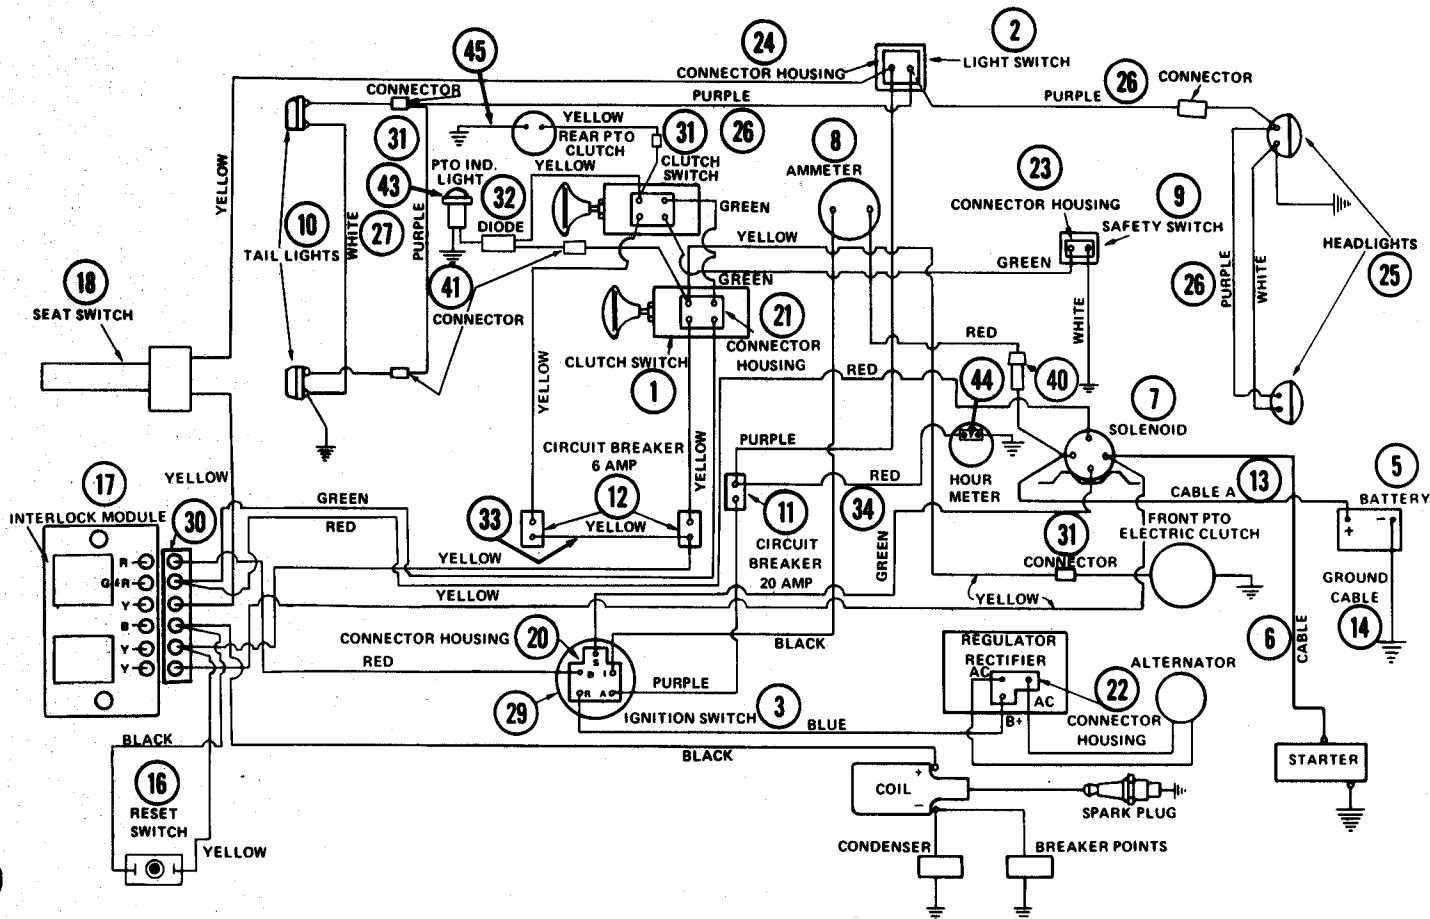 45
24
2
CONNECTOR HOUSING
LIGHT SWITCH
CONNECTOR
PURPLE
PURPLE
26
CONNECTOR
YELLOW
31
REAR PTO
CLUTCH
31
26
8
23
9
YELLOW
PTO IND.
LIGHT
YELLOW
CLUTCH
SWITCH
AMMETER
43
32
DIODE
GREEN
CONNECTOR HOUSING
SAFETY SWITCH
10
TAIL LIGHTS
WHITE
27
PURPLE
YELLOW
GREEN
HEADLIGHTS
25
PURPLE
26
WHITE
18
SEAT SWITCH
41
CONNECTOR
GREEN
21
CONNECTOR
HOUSING
CLUTCH SWITCH
1
YELLOW
RED
WHITE
RED
44
40
7
SOLENOID
CIRCUIT BREAKER
6 AMP
YELLOW
PURPLE
12
HOUR
METER
RED
34
13
CABLE A
5
BATTERY
+
-
17
YELLOW
INTERLOCK MODULE
30
GREEN
RED
33
YELLOW
11
CIRCUIT
BREAKER
20 AMP
GREEN
31
CONNECTOR
FRONT PTO
ELECTRIC CLUTCH
YELLOW
YELLOW
YELLOW
GROUND
CABLE
14
R
G&R
Y
B
Y
Y
CONNECTOR HOUSING
20
RED
S
B
I
R
A
BLACK
PURPLE
6
CABLE
REGULATOR
RECTIFIER
AC
AC
B+
22
CONNECTOR
HOUSING
ALTERNATOR
29
IGNITION SWITCH
3
BLUE
BLACK
BLACK
16
RESET
SWITCH
YELLOW
COIL
+
-
SPARK PLUG
STARTER
CONDENSER
BREAKER POINTS